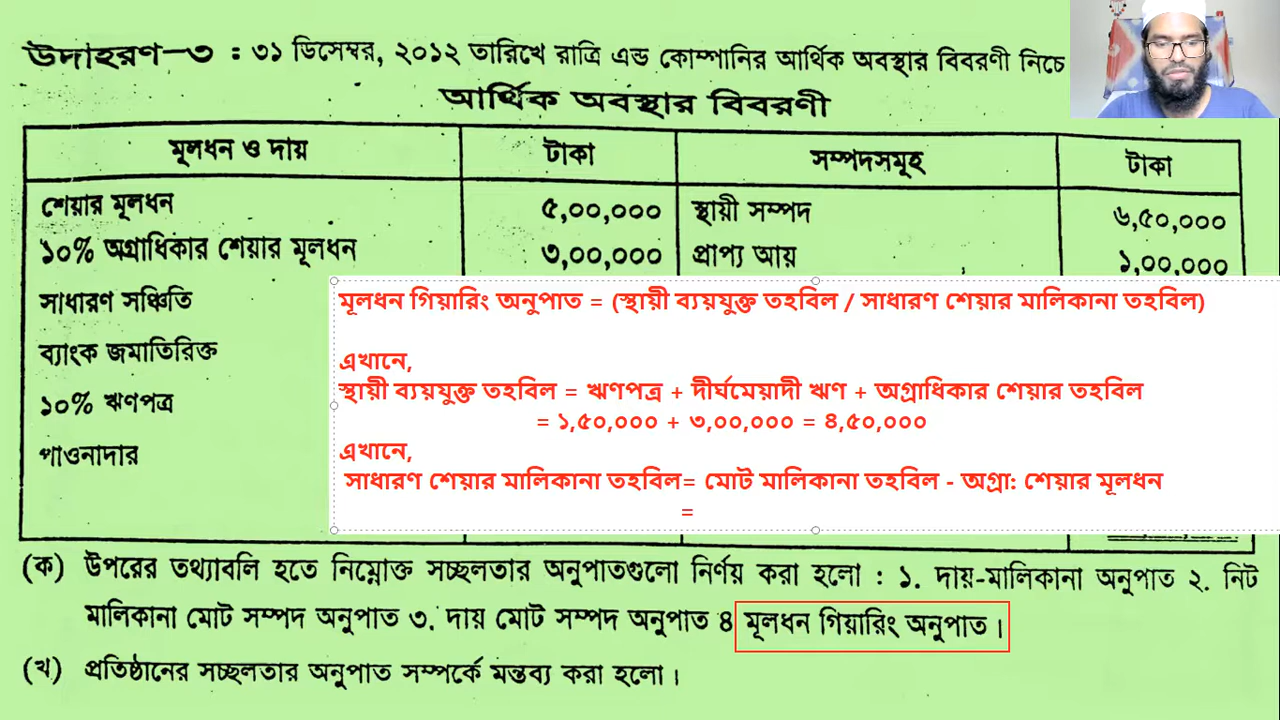 উদাহরণ–৩ : ৩১ ডিসেম্বর, ২০১২ তারিখে রাত্রি এন্ড কোম্পানির আর্থিক অবস্থার বিবরণী নিচে
আর্থিক অবস্থার বিবরণী
মূলধন ও দায় টাকা সম্পদসমূহ টাকা
শেয়ার মূলধন ৫,০০,০০০ স্থায়ী সম্পদ ৬,৫০,০০০
১০% অগ্রাধিকার শেয়ার মূলধন ৩,০০,০০০ প্রাপ্য আয় ১,০০,০০০
সাধারণ সঞ্চিতি
ব্যাংক জমাতিরিক্ত
১০% ঋণপত্র
পাওনাদার
মূলধন গিয়ারিং অনুপাত = (স্থায়ী ব্যয়যুক্ত তহবিল / সাধারণ শেয়ার মালিকানা তহবিল)
এখানে,
স্থায়ী ব্যয়যুক্ত তহবিল = ঋণপত্র + দীর্ঘমেয়াদী ঋণ + অগ্রাধিকার শেয়ার তহবিল
= ১,৫০,০০০ + ৩,০০,০০০ = ৪,৫০,০০০
এখানে,
সাধারণ শেয়ার মালিকানা তহবিল= মোট মালিকানা তহবিল - অগ্রা: শেয়ার মূলধন
=
(ক) উপরের তথ্যাবলি হতে নিম্নোক্ত সচ্ছলতার অনুপাতগুলো নির্ণয় করা হলো : ১. দায়-মালিকানা অনুপাত ২. নিট
মালিকানা মোট সম্পদ অনুপাত ৩. দায় মোট সম্পদ অনুপাত ৪ মূলধন গিয়ারিং অনুপাত।
(খ) প্রতিষ্ঠানের সচ্ছলতার অনুপাত সম্পর্কে মন্তব্য করা হলো।